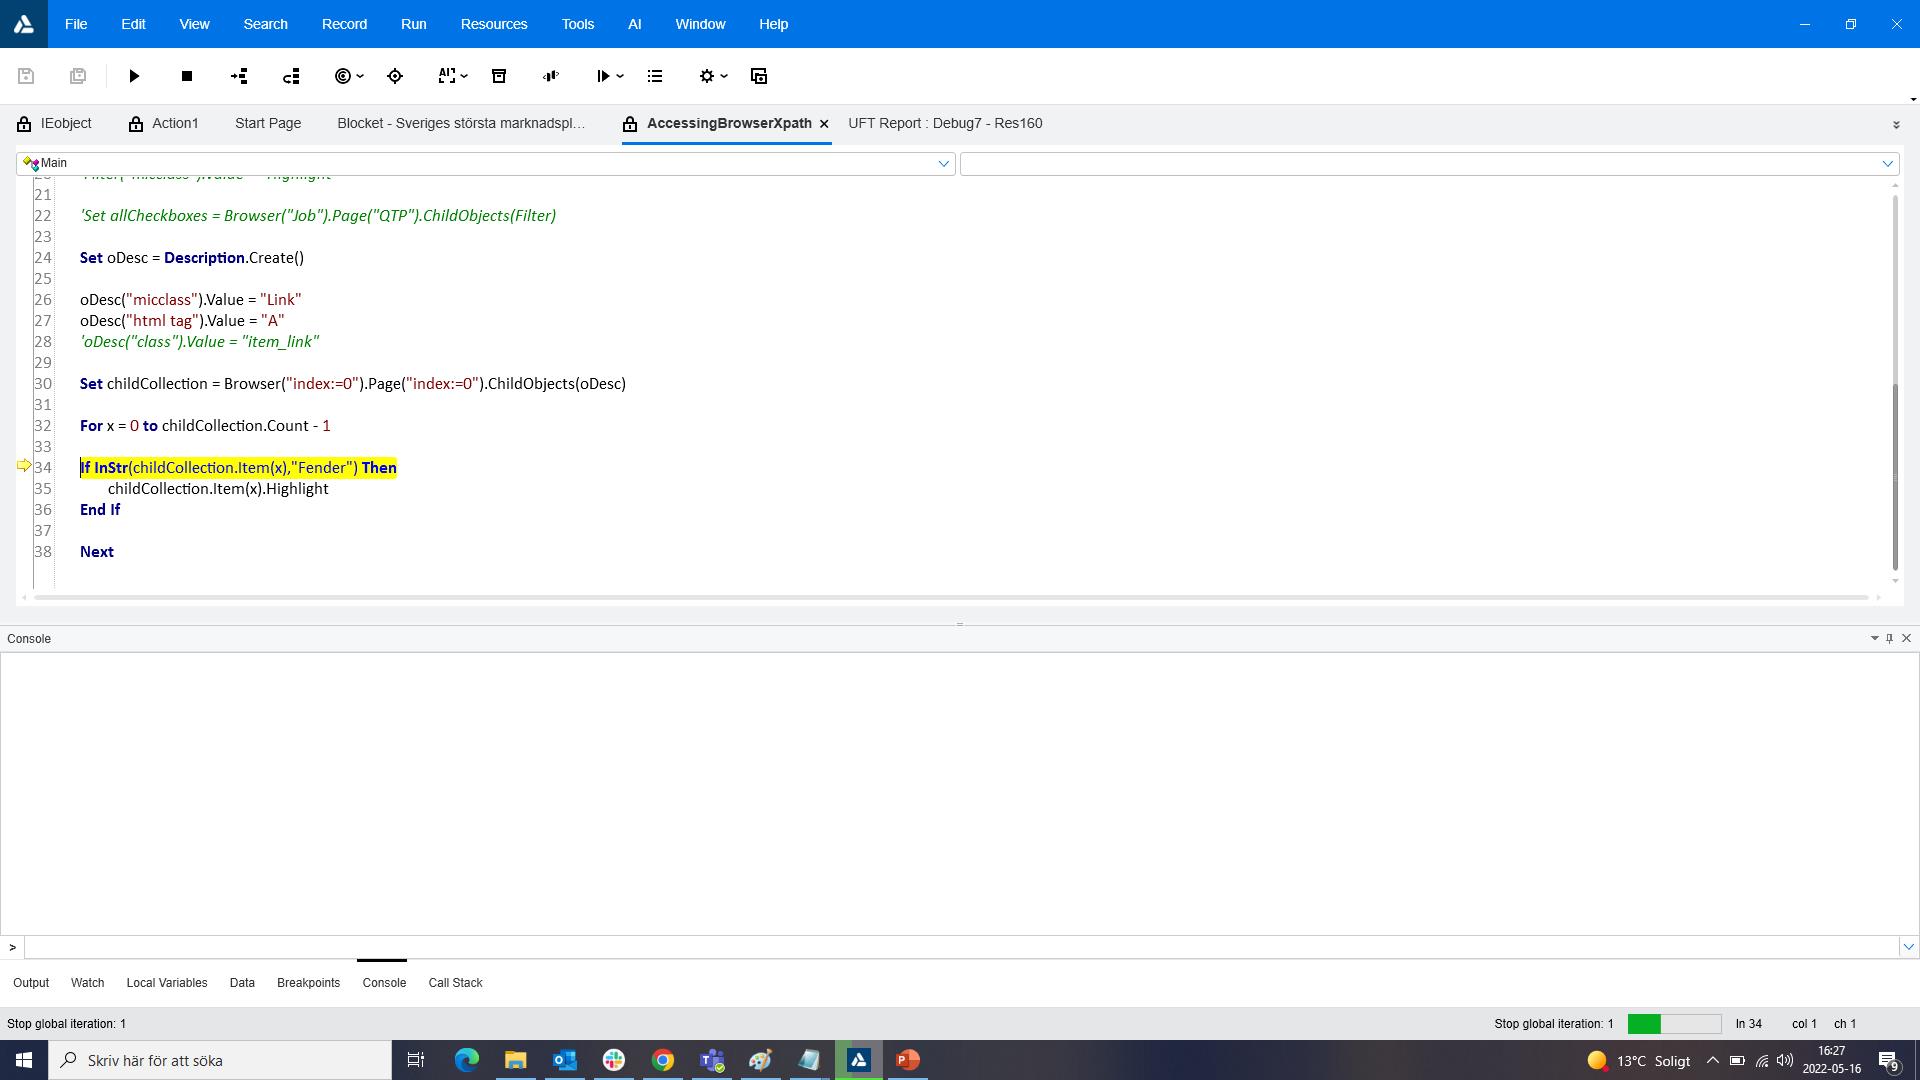 File Edit View Search Record Run Resources Tools AI Window Help
IEobject Action1 Start Page Blocket - Sveriges största marknadspl... AccessingBrowserXpath UFT Report : Debug7 - Res160
Main
21
22 'Set allCheckboxes = Browser("Job").Page("QTP").ChildObjects(Filter)
23
24 Set oDesc = Description.Create()
25
26 oDesc("micclass").Value = "Link"
27 oDesc("html tag").Value = "A"
28 'oDesc("class").Value = "item_link"
29
30 Set childCollection = Browser("index:=0").Page("index:=0").ChildObjects(oDesc)
31
32 For x = 0 to childCollection.Count - 1
33
34 If InStr(childCollection.Item(x),"Fender") Then
35 childCollection.Item(x).Highlight
36 End If
37
38 Next
Console
>
Output Watch Local Variables Data Breakpoints Console Call Stack
Stop global iteration: 1 Stop global iteration: 1 ln 34 col 1 ch 1
Skriv här för att söka 13°C Soligt 16:27
2022-05-16 9